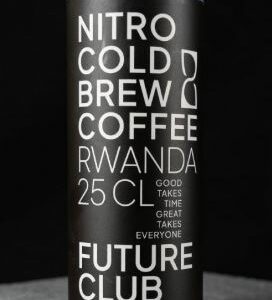 NITRO
COLD
BREW
COFFEE
RWANDA
25 CL
GOOD
TAKES
TIME
GREAT
TAKES
EVERYONE
FUTURE
CLUB